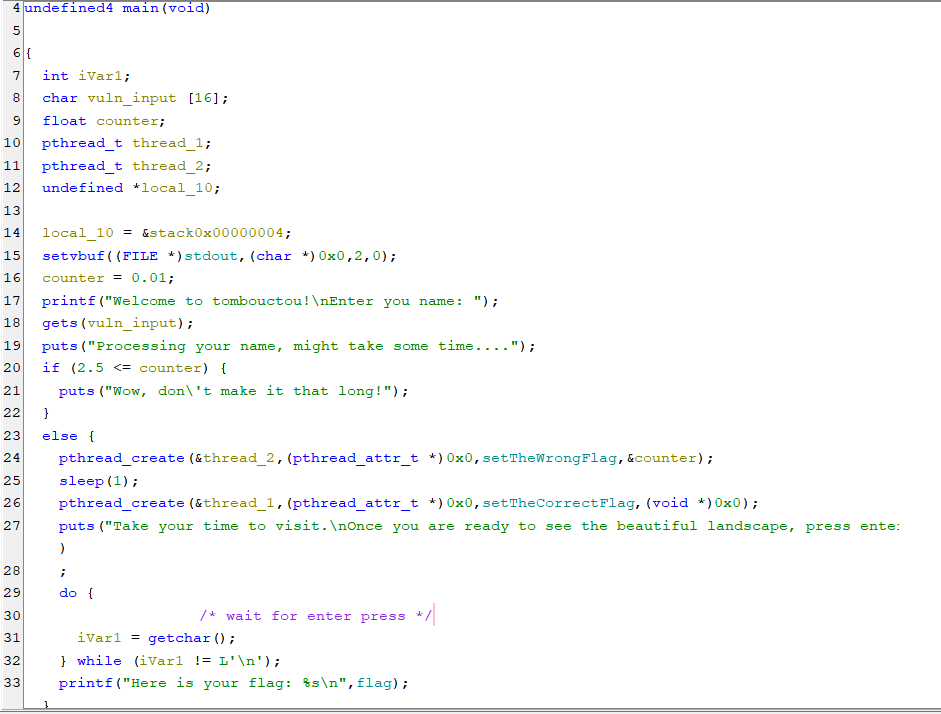 4 undefined4 main(void)
5
6 {
7 int iVar1;
8 char vuln_input [16];
9 float counter;
10 pthread_t thread_1;
11 pthread_t thread_2;
12 undefined *local_10;
13
14 local_10 = &stack0x00000004;
15 setvbuf((FILE *)stdout,(char *)0x0,2,0);
16 counter = 0.01;
17 printf("Welcome to tombouctou!\nEnter you name: ");
18 gets(vuln_input);
19 puts("Processing your name, might take some time....");
20 if (2.5 <= counter) {
21 puts("Wow, don\'t make it that long!");
22 }
23 else {
24 pthread_create(&thread_2,(pthread_attr_t *)0x0,setTheWrongFlag,&counter);
25 sleep(1);
26 pthread_create(&thread_1,(pthread_attr_t *)0x0,setTheCorrectFlag,(void *)0x0);
27 puts("Take your time to visit.\nOnce you are ready to see the beautiful landscape, press ente
)
28 ;
29 do {
30 /* wait for enter press */
31 iVar1 = getchar();
32 } while (iVar1 != L'\n');
33 printf("Here is your flag: %s\n",flag);
}